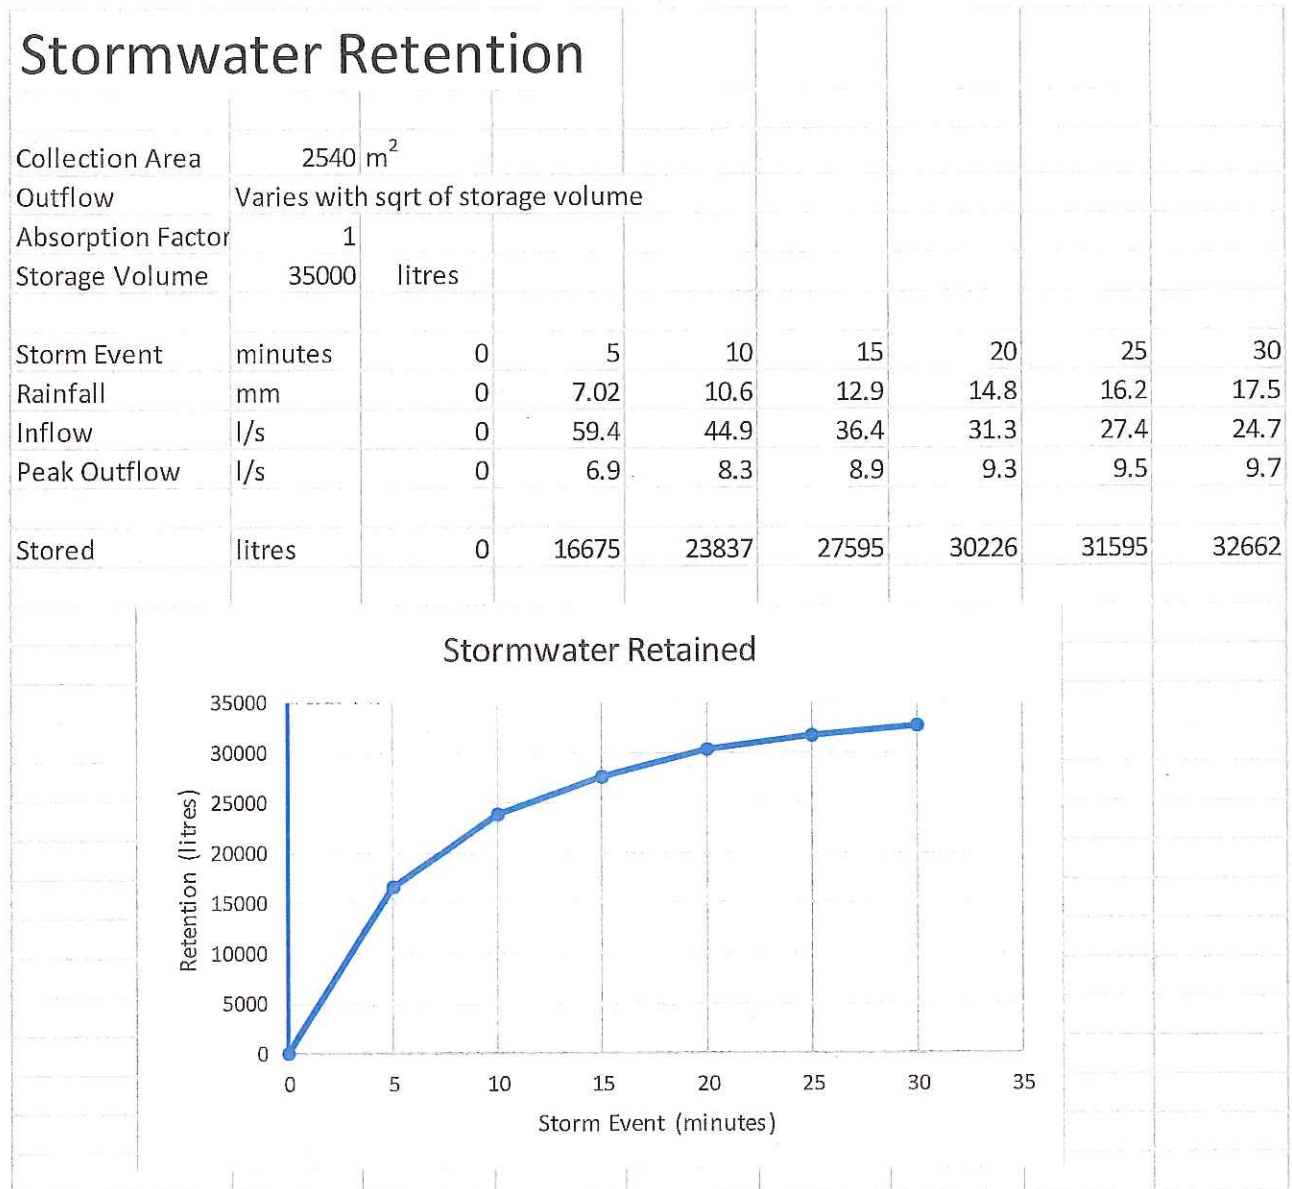 Stormwater Retention
Collection Area 2540 m²
Outflow Varies with sqrt of storage volume
Absorption Factor 1
Storage Volume 35000 litres
Storm Event minutes 0 5 10 15 20 25 30
Rainfall mm 0 7.02 10.6 12.9 14.8 16.2 17.5
Inflow l/s 0 59.4 44.9 36.4 31.3 27.4 24.7
Peak Outflow l/s 0 6.9 8.3 8.9 9.3 9.5 9.7
Stored litres 0 16675 23837 27595 30226 31595 32662
Stormwater Retained
35000
30000
25000
20000
15000
10000
5000
0
Retention (litres)
0 5 10 15 20 25 30 35
Storm Event (minutes)